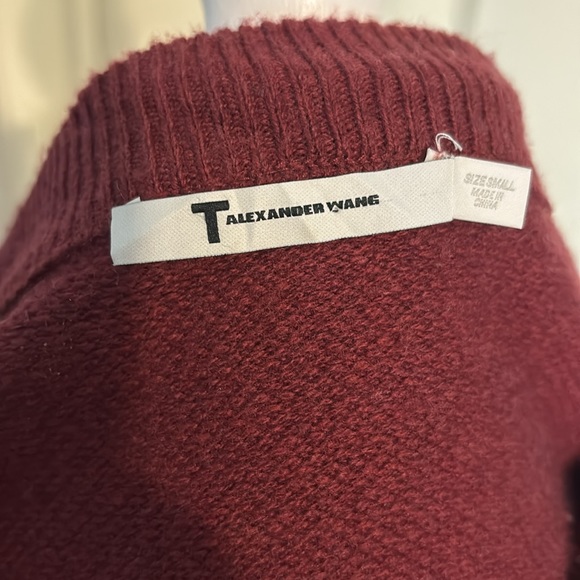 T ALEXANDER WANG
SIZE SMALL
MADE IN
CHINA